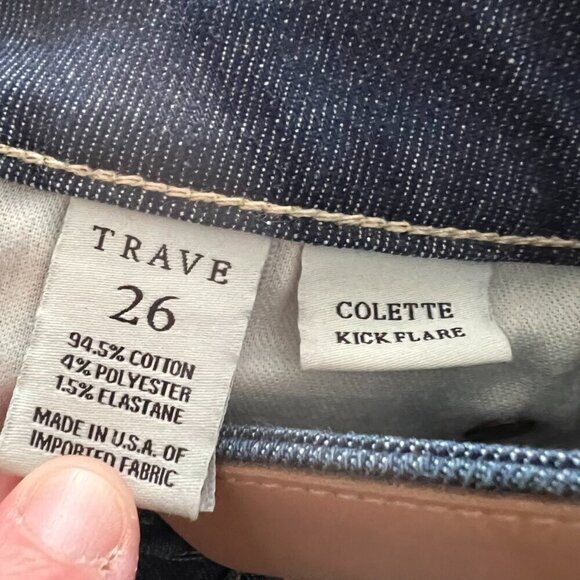 TRAVE
26
94.5% COTTON
4% POLYESTER
1.5% ELASTANE
MADE IN U.S.A. OF
IMPORTED FABRIC
COLETTE
KICK FLARE